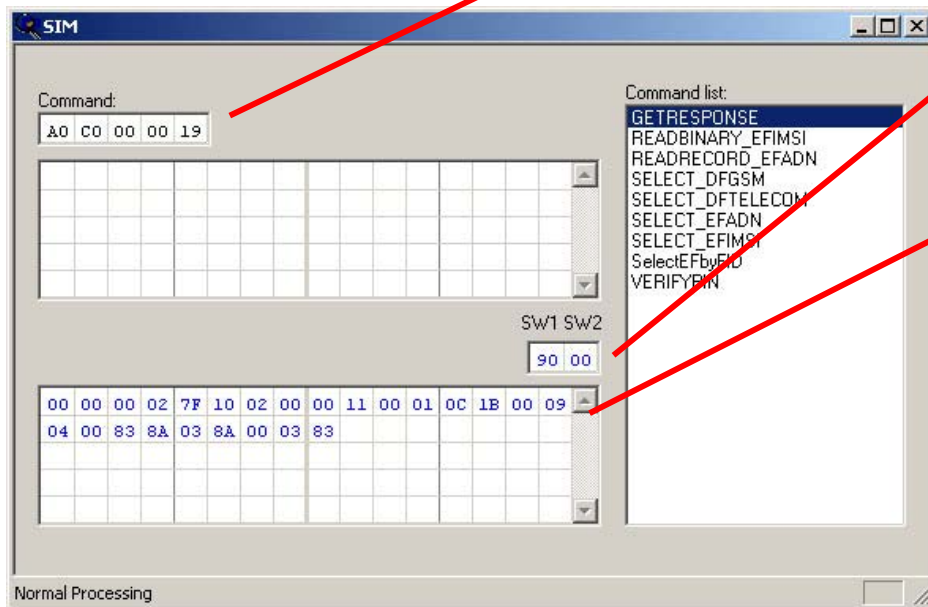 SIM
Command:
A0 C0 00 00 19
Command list:
GETRESPONSE
READBINARY_EFIMSI
READRECORD_EFADN
SELECT_DFGSM
SELECT_DFTELECOM
SELECT_EFADN
SELECT_EFIMSI
SelectEFbyFID
VERIFYPIN
SW1 SW2
90 00
00 00 00 02 7F 10 02 00 00 11 00 01 0C 1B 00 09
04 00 83 8A 03 8A 00 03 83
Normal Processing